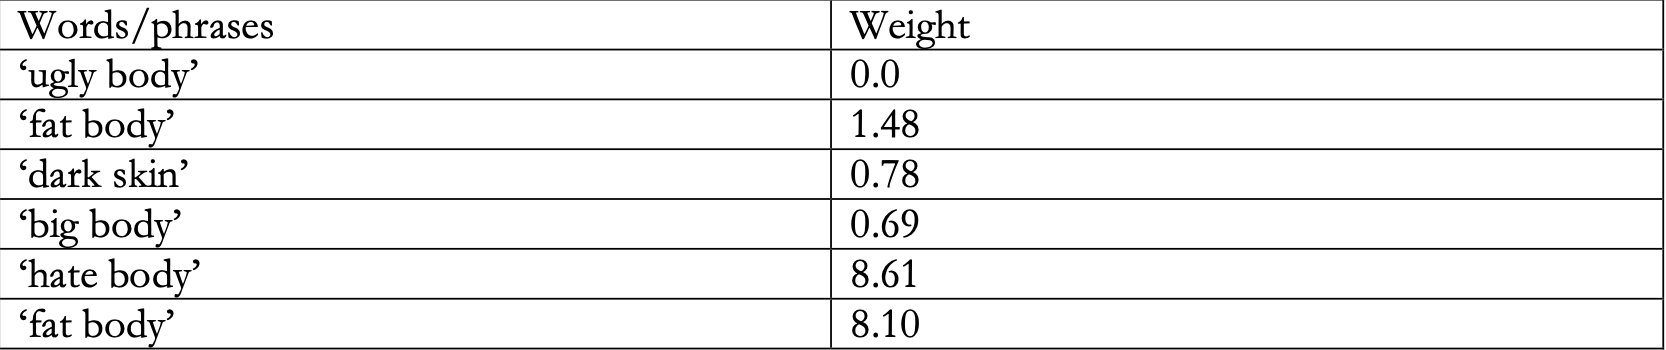 Words/phrases Weight
‘ugly body’ 0.0
‘fat body’ 1.48
‘dark skin’ 0.78
‘big body’ 0.69
‘hate body’ 8.61
‘fat body’ 8.10